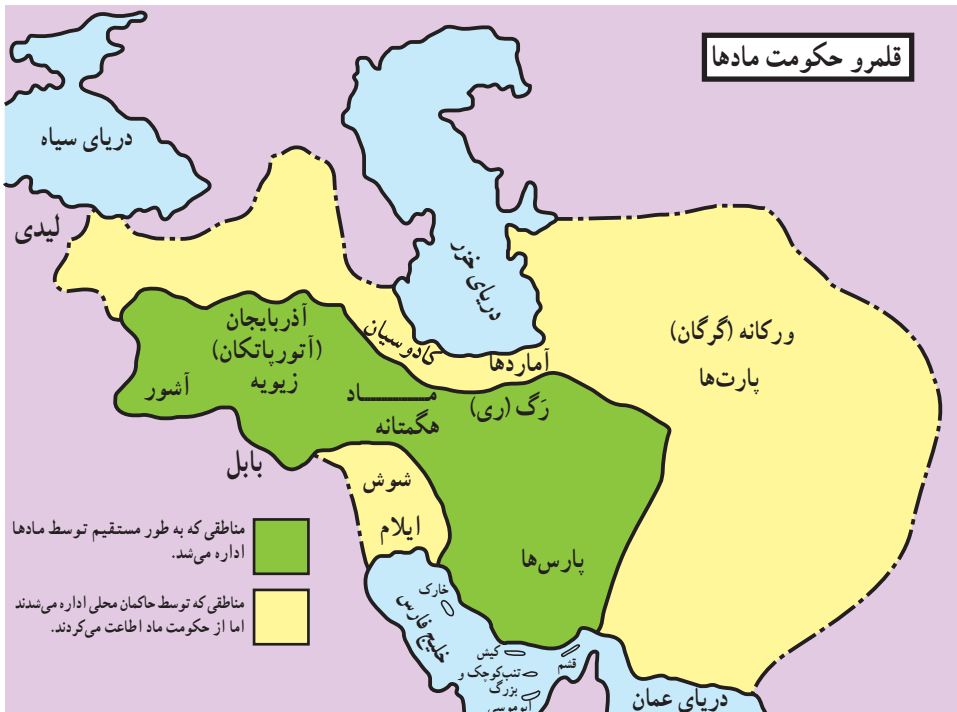 قلمرو حکومت مادها
دریای سیاه
لیدی
دریای خزر
ورکانه (گرگان)
پارت‌ها
آذربایجان
(آتورپاتکان)
زیویه
کادوسیان
آماردها
آشور
مـــاد
هگمتانه
رَگ (ری)
بابل
شوش
ایلام
پارس‌ها
مناطقی که به طور مستقیم توسط مادها
اداره می‌شد.
مناطقی که توسط حاکمان محلی اداره می‌شدند
اما از حکومت ماد اطاعت می‌کردند.
خارک
خلیج فارس
کیش
قشم
تنب‌کوچک و
بزرگ
ابوموسی
دریای عمان